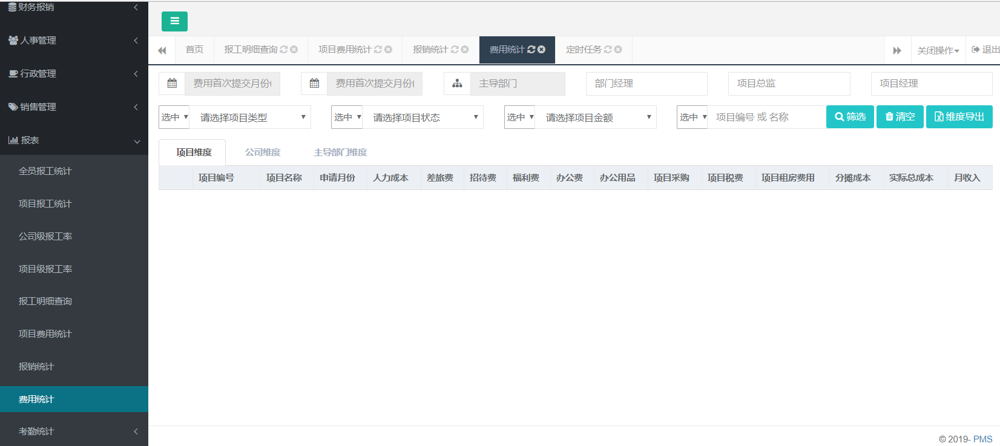 财务报销
人事管理
行政管理
销售管理
报表
全员报工统计
项目报工统计
公司级报工率
项目级报工率
报工明细查询
项目费用统计
报销统计
费用统计
考勤统计
首页 报工明细查询 项目费用统计 报销统计 费用统计 定时任务 关闭操作 退出
费用首次提交月份( 费用首次提交月份( 主导部门 部门经理 项目总监 项目经理
选中 请选择项目类型 选中 请选择项目状态 选中 请选择项目金额 选中 项目编号 或 名称 筛选 清空 维度导出
项目维度 公司维度 主导部门维度
项目编号 项目名称 申请月份 人力成本 差旅费 招待费 福利费 办公费 办公用品 项目采购 项目税费 项目租房费用 分摊成本 实际总成本 月收入
© 2019- PMS